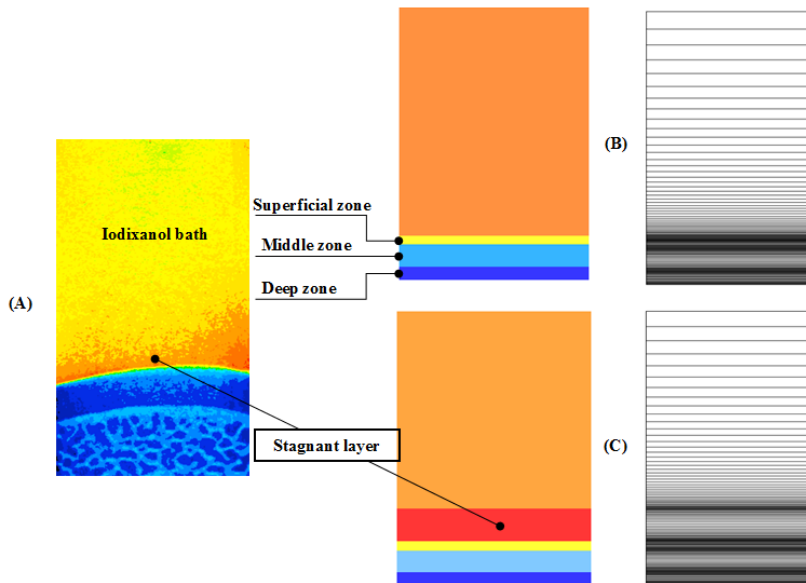 (A)
Iodixanol bath
Superficial zone
Middle zone
Deep zone
(B)
Stagnant layer
(C)